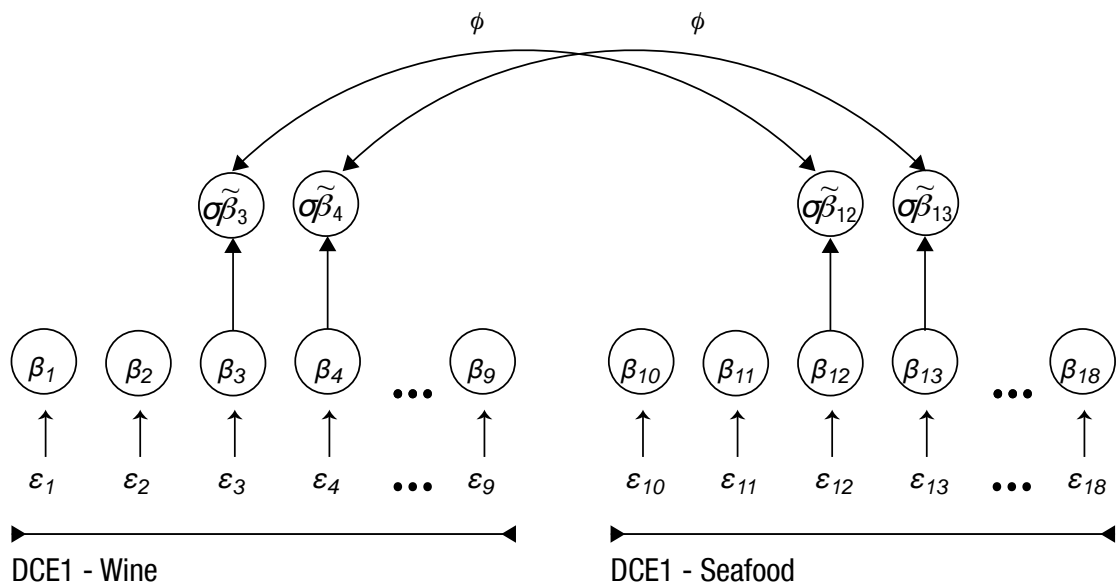 ϕ ϕ
σβ̃₃ σβ̃₄ σβ̃₁₂ σβ̃₁₃
β₁ β₂ β₃ β₄ ••• β₉ β₁₀ β₁₁ β₁₂ β₁₃ ••• β₁₈
ε₁ ε₂ ε₃ ε₄ ••• ε₉ ε₁₀ ε₁₁ ε₁₂ ε₁₃ ••• ε₁₈
DCE1 - Wine DCE1 - Seafood